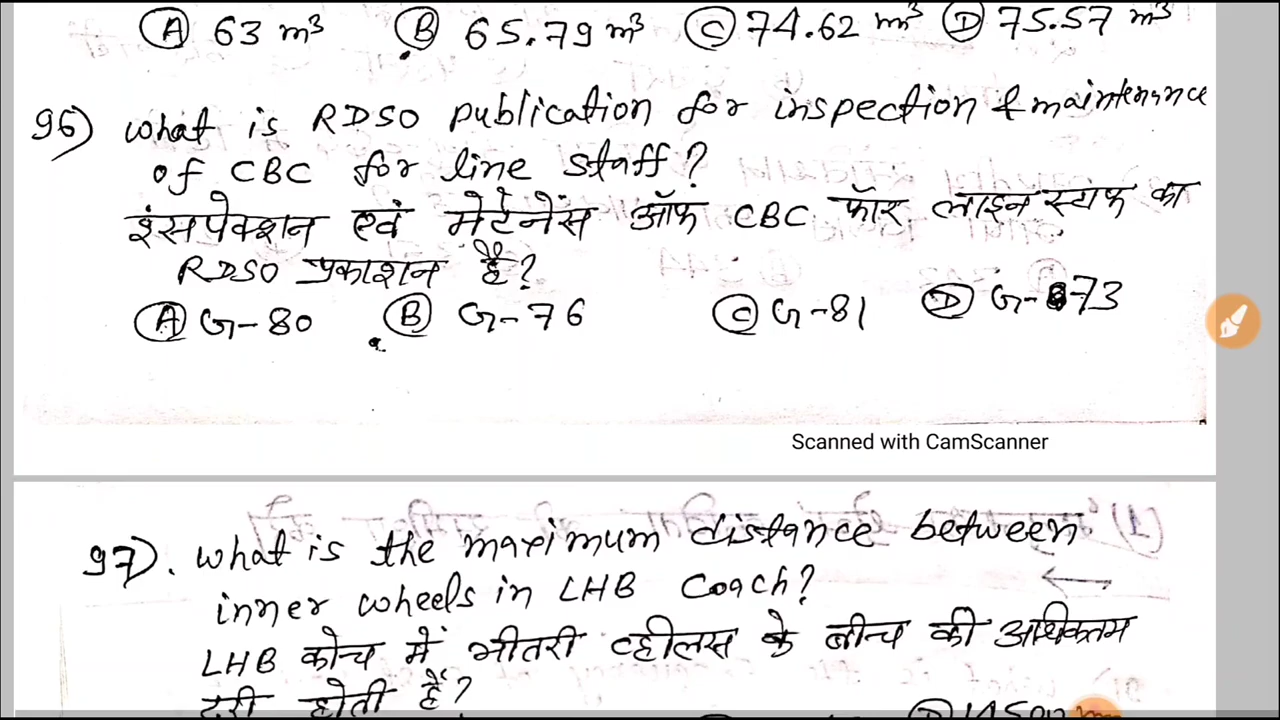 (A) 63 m³ (B) 65.79 m³ (C) 74.62 m³ (D) 75.57 m³
96) What is RDSO publication for inspection & maintenance
of CBC for line staff?
इंसपेक्शन एवं मेंटेनेंस ऑफ CBC फॉर लाइन स्टाफ का
RDSO प्रकाशन है?
(A) G-80 (B) G-76 (C) G-81 (D) G-73
Scanned with CamScanner
97). What is the maximum distance between
inner wheels in LHB Coach?
LHB कोच में भीतरी व्हीलस के बीच की अधिकतम
दूरी होती है?